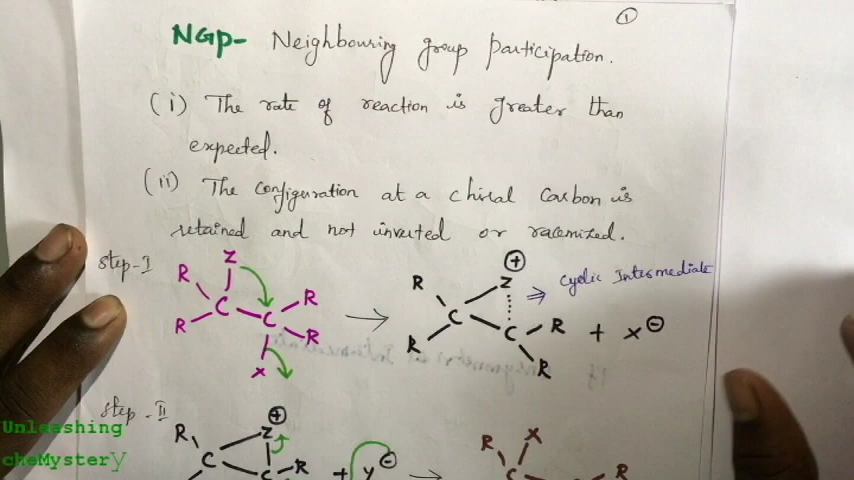 ①
NGp- Neighbouring group participation.
(i) The rate of reaction is greater than
expected.
(ii) The configuration at a chiral carbon is
retained and not inverted or racemized.
step-I
Z
R
R
C - C
R
R
X
→
R
R
C
C
Z
⊕
R
R
⇒ Cyclic Intermediate
+ X⊖
step-II
R
C
C - R
Z
⊕
+ Y⊖ →
R
X
C
R
Unleashing
cheMysterY